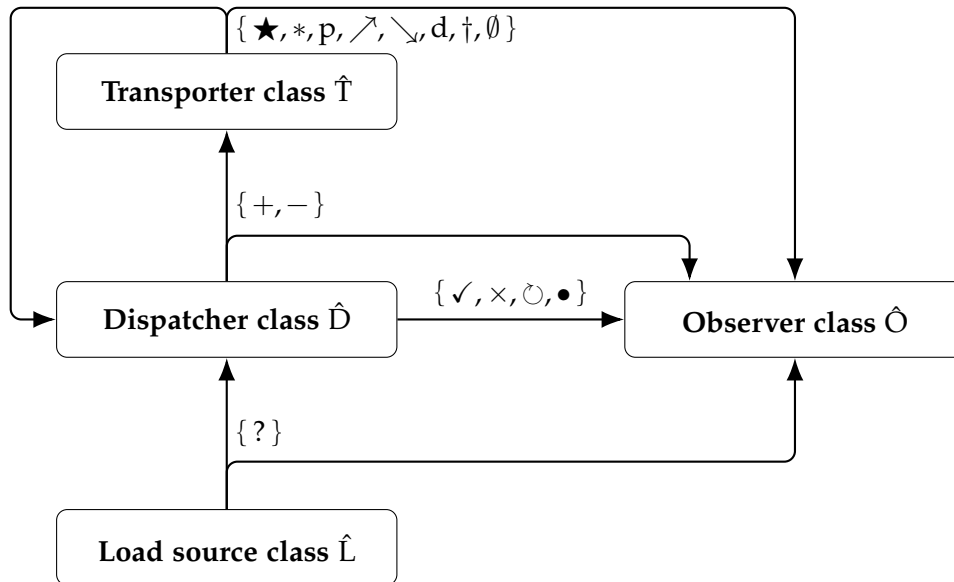 { ★, ∗, p, ↗, ↘, d, †, ∅ }
Transporter class T̂
{ +, − }
{ ✓, ×, ↻, • }
Dispatcher class D̂
Observer class Ô
{ ? }
Load source class L̂